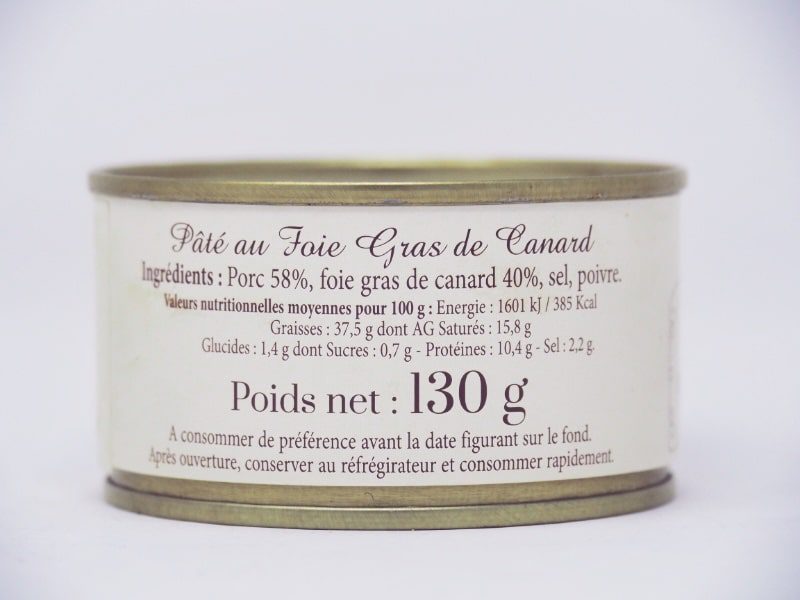 Pâté au Foie Gras de Canard
Ingrédients : Porc 58%, foie gras de canard 40%, sel, poivre.
Valeurs nutritionnelles moyennes pour 100 g : Energie : 1601 kJ / 385 Kcal
Graisses : 37,5 g dont AG Saturés : 15,8 g
Glucides : 1,4 g dont Sucres : 0,7 g - Protéines : 10,4 g - Sel : 2,2 g.
Poids net : 130 g
A consommer de préférence avant la date figurant sur le fond.
Après ouverture, conserver au réfrégirateur et consommer rapidement.